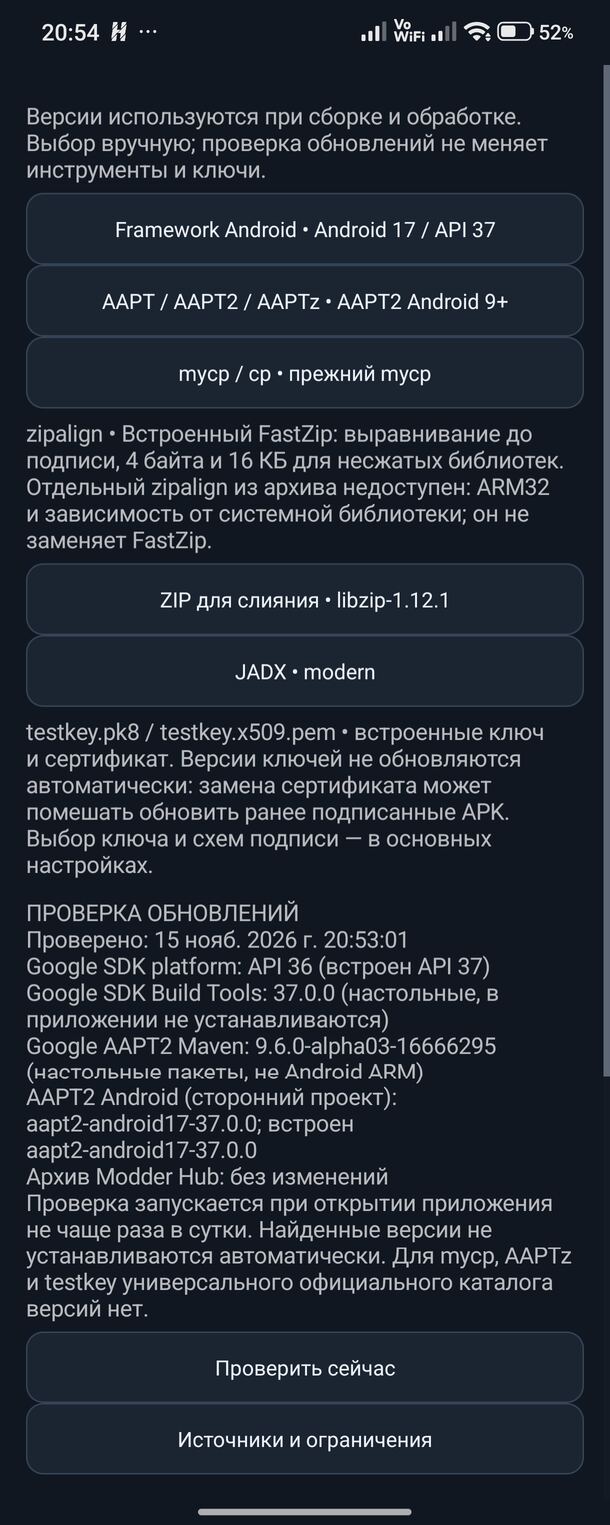 20:54 ... Vo WiFi 52%
Версии используются при сборке и обработке.
Выбор вручную; проверка обновлений не меняет
инструменты и ключи.
Framework Android • Android 17 / API 37
AAPT / AAPT2 / AAPTz • AAPT2 Android 9+
mycp / cp • прежний mycp
zipalign • Встроенный FastZip: выравнивание до
подписи, 4 байта и 16 КБ для несжатых библиотек.
Отдельный zipalign из архива недоступен: ARM32
и зависимость от системной библиотеки; он не
заменяет FastZip.
ZIP для слияния • libzip-1.12.1
JADX • modern
testkey.pk8 / testkey.x509.pem • встроенные ключ
и сертификат. Версии ключей не обновляются
автоматически: замена сертификата может
помешать обновить ранее подписанные APK.
Выбор ключа и схем подписи — в основных
настройках.
ПРОВЕРКА ОБНОВЛЕНИЙ
Проверено: 15 нояб. 2026 г. 20:53:01
Google SDK platform: API 36 (встроен API 37)
Google SDK Build Tools: 37.0.0 (настольные, в
приложении не устанавливаются)
Google AAPT2 Maven: 9.6.0-alpha03-16666295
(настольные пакеты, не Android ARM)
AAPT2 Android (сторонний проект):
aapt2-android17-37.0.0; встроен
aapt2-android17-37.0.0
Архив Modder Hub: без изменений
Проверка запускается при открытии приложения
не чаще раза в сутки. Найденные версии не
устанавливаются автоматически. Для mycp, AAPTz
и testkey универсального официального каталога
версий нет.
Проверить сейчас
Источники и ограничения